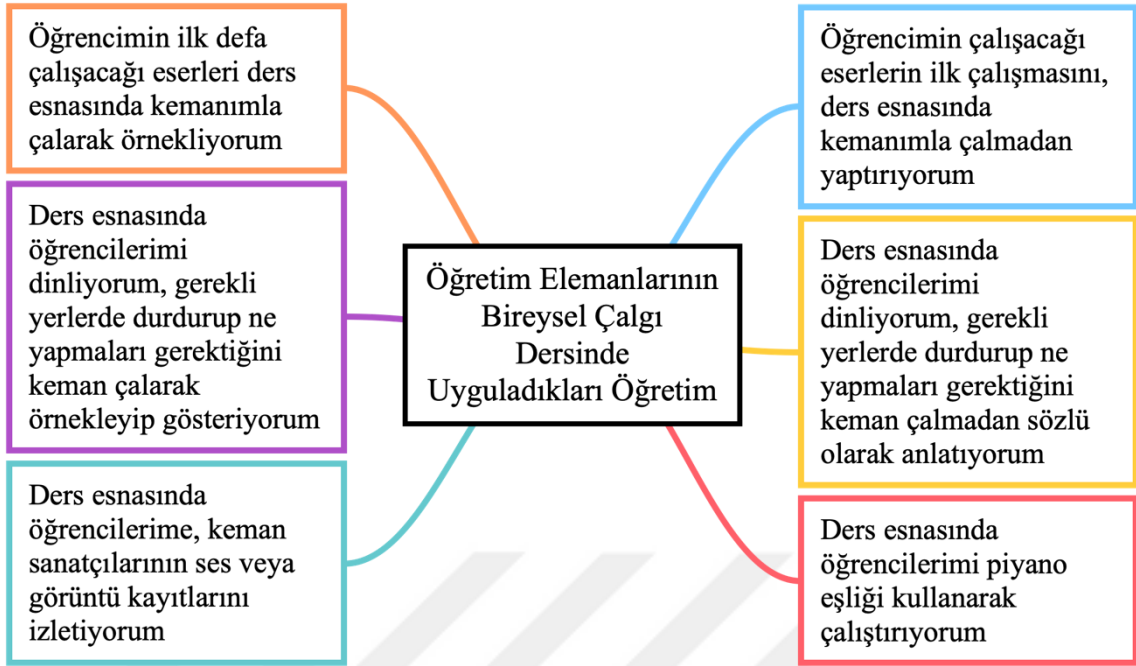 Öğrencimin ilk defa
çalışacağı eserleri ders
esnasında kemanımla
çalarak örnekliyorum
Ders esnasında
öğrencilerimi
dinliyorum, gerekli
yerlerde durdurup ne
yapmaları gerektiğini
keman çalarak
örnekleyip gösteriyorum
Ders esnasında
öğrencilerime, keman
sanatçılarının ses veya
görüntü kayıtlarını
izletiyorum
Öğretim Elemanlarının
Bireysel Çalgı
Dersinde
Uyguladıkları Öğretim
Öğrencimin çalışacağı
eserlerin ilk çalışmasını,
ders esnasında
kemanımla çalmadan
yaptırıyorum
Ders esnasında
öğrencilerimi
dinliyorum, gerekli
yerlerde durdurup ne
yapmaları gerektiğini
keman çalmadan sözlü
olarak anlatıyorum
Ders esnasında
öğrencilerimi piyano
eşliği kullanarak
çalıştırıyorum